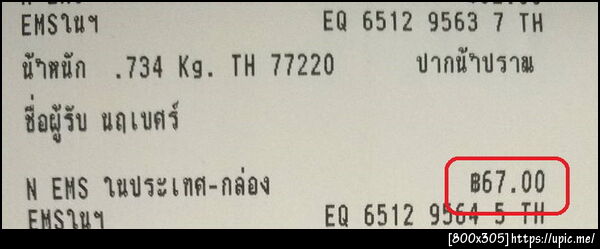 EMSในฯ EQ 6512 9563 7 TH
น้ำหนัก .734 Kg. TH 77220 ปากน้ำปราณ
ชื่อผู้รับ นฤเบศร์
N EMS ในประเทศ-กล่อง ฿67.00
EMSในฯ EQ 6512 9564 5 TH
[800x305]https://upic.me/